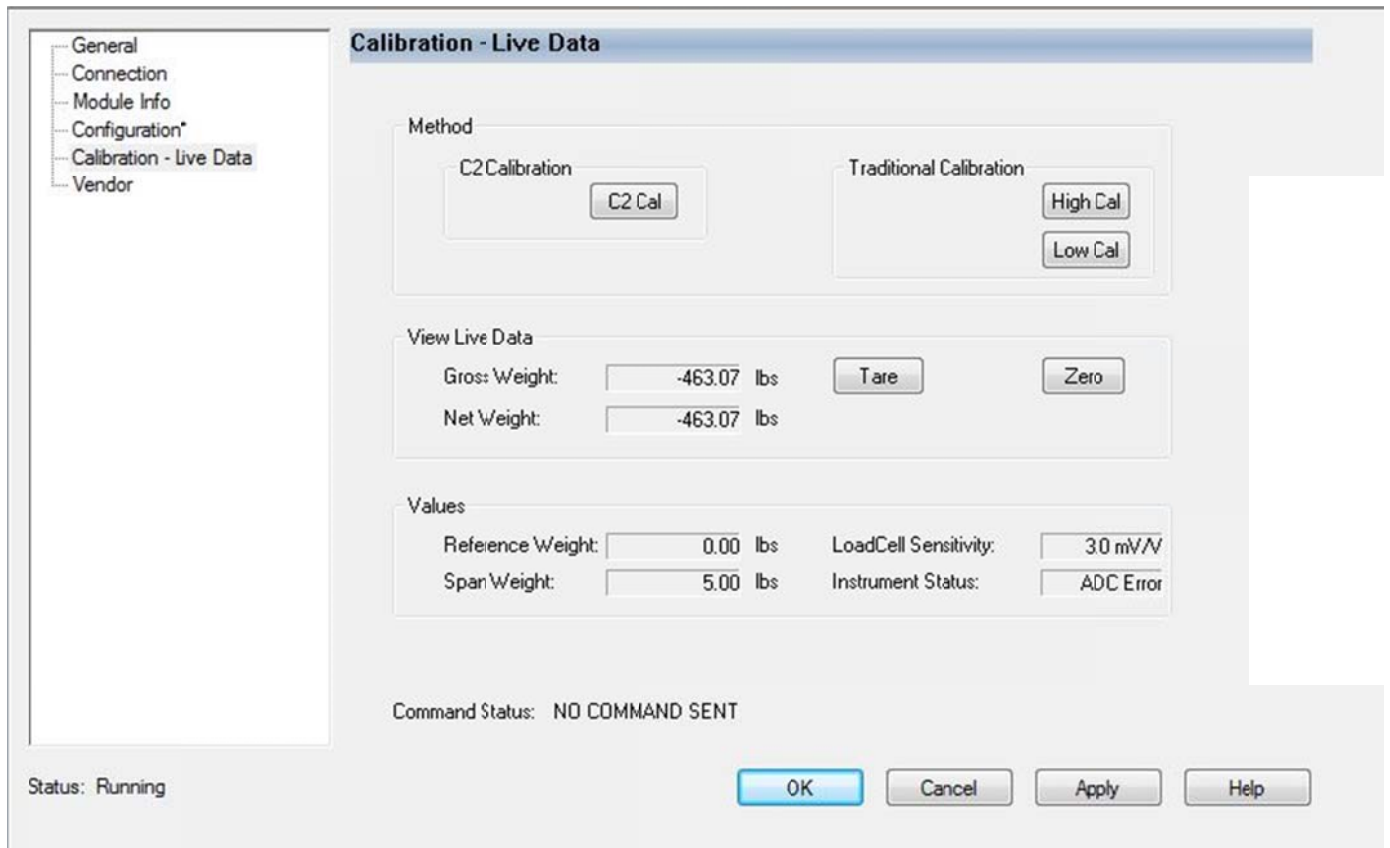 General
Connection
Module Info
Configuration*
Calibration - Live Data
Vendor
Calibration - Live Data
Method
C2 Calibration
C2 Cal
Traditional Calibration
High Cal
Low Cal
View Live Data
Gross Weight: -463.07 lbs
Tare
Zero
Net Weight: -463.07 lbs
Values
Reference Weight: 0.00 lbs LoadCell Sensitivity: 3.0 mV/V
Span Weight: 5.00 lbs Instrument Status: ADC Error
Command Status: NO COMMAND SENT
Status: Running
OK
Cancel
Apply
Help